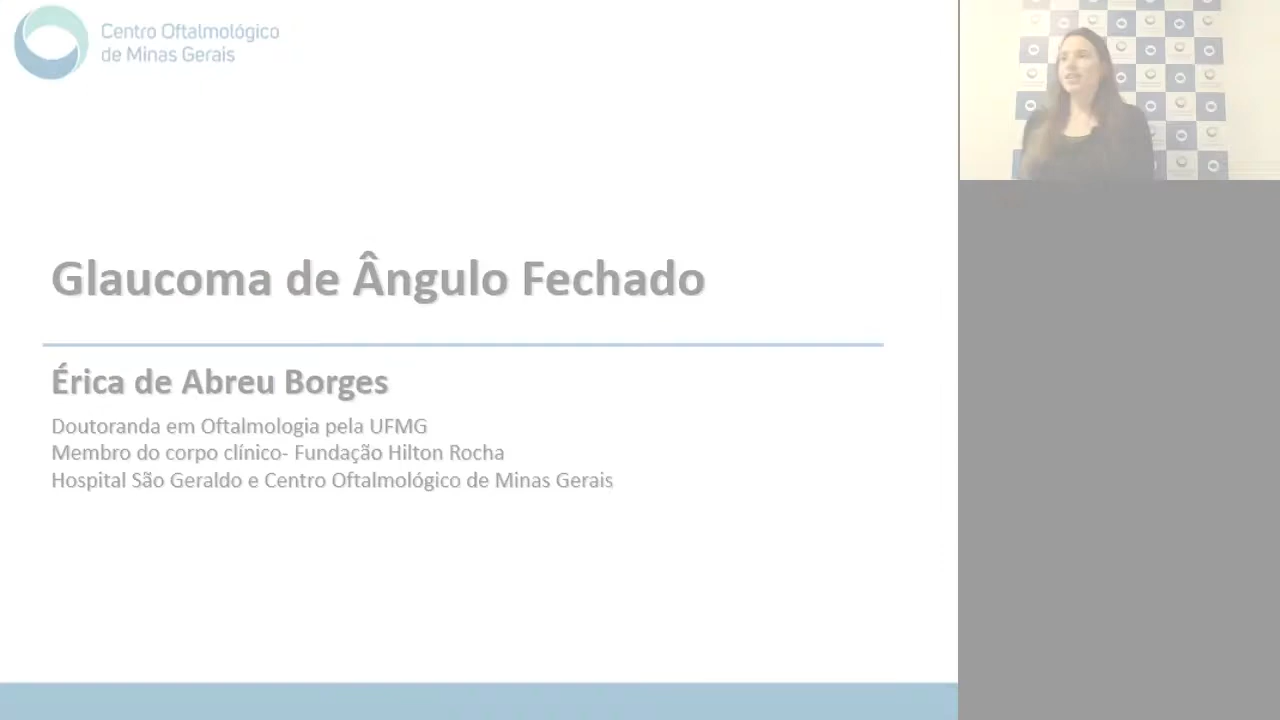 Centro Oftalmológico
de Minas Gerais
Glaucoma de Ângulo Fechado
Érica de Abreu Borges
Doutoranda em Oftalmologia pela UFMG
Membro do corpo clínico- Fundação Hilton Rocha
Hospital São Geraldo e Centro Oftalmológico de Minas Gerais